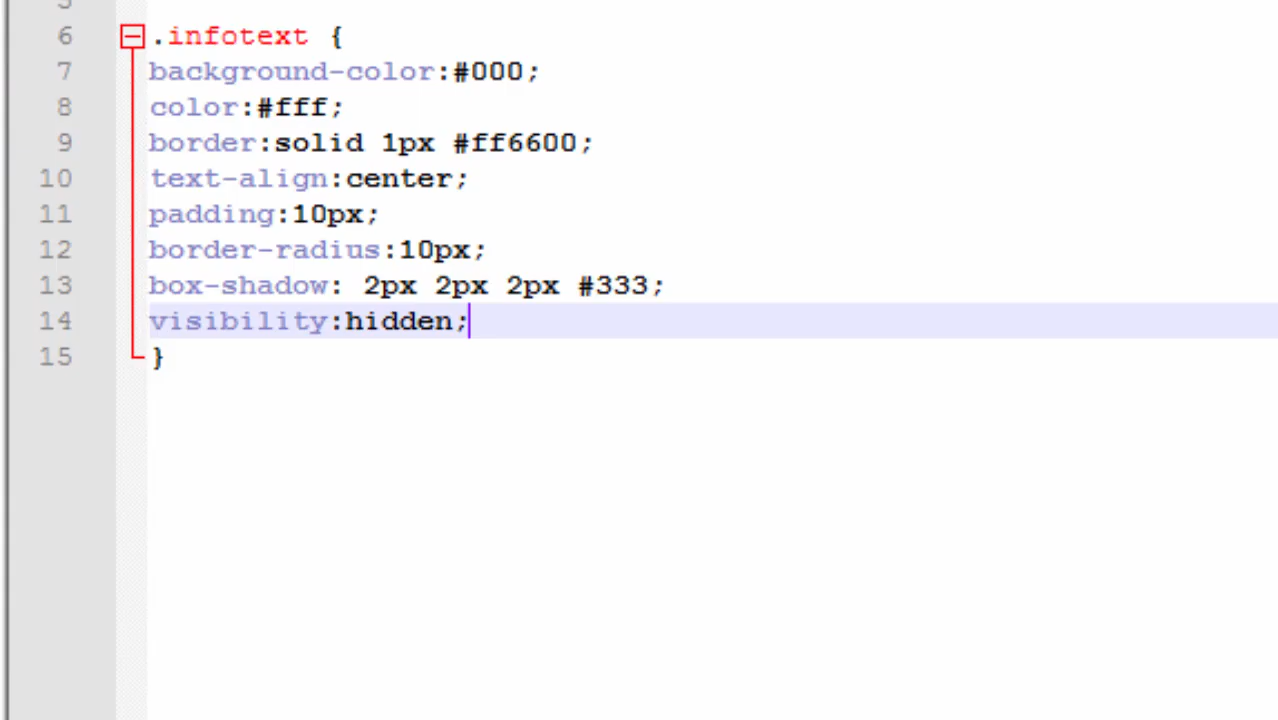 6 .infotext {
7 background-color:#000;
8 color:#fff;
9 border:solid 1px #ff6600;
10 text-align:center;
11 padding:10px;
12 border-radius:10px;
13 box-shadow: 2px 2px 2px #333;
14 visibility:hidden;
15 }